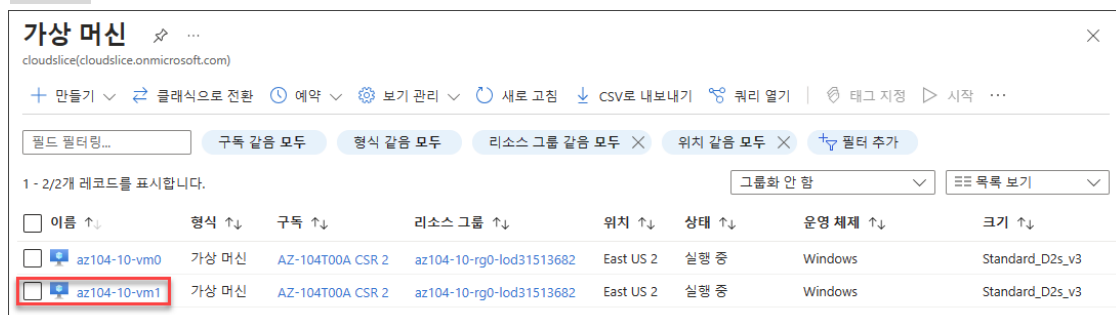 가상 머신 ...
cloudslice(cloudslice.onmicrosoft.com)
만들기 클래식으로 전환 예약 보기 관리 새로 고침 CSV로 내보내기 쿼리 열기 태그 지정 시작 ...
필드 필터링... 구독 같음 모두 형식 같음 모두 리소스 그룹 같음 모두 위치 같음 모두 필터 추가
1 - 2/2개 레코드를 표시합니다. 그룹화 안 함 목록 보기
이름 ↑↓ 형식 ↑↓ 구독 ↑↓ 리소스 그룹 ↑↓ 위치 ↑↓ 상태 ↑↓ 운영 체제 ↑↓ 크기 ↑↓
az104-10-vm0 가상 머신 AZ-104T00A CSR 2 az104-10-rg0-lod31513682 East US 2 실행 중 Windows Standard_D2s_v3
az104-10-vm1 가상 머신 AZ-104T00A CSR 2 az104-10-rg0-lod31513682 East US 2 실행 중 Windows Standard_D2s_v3